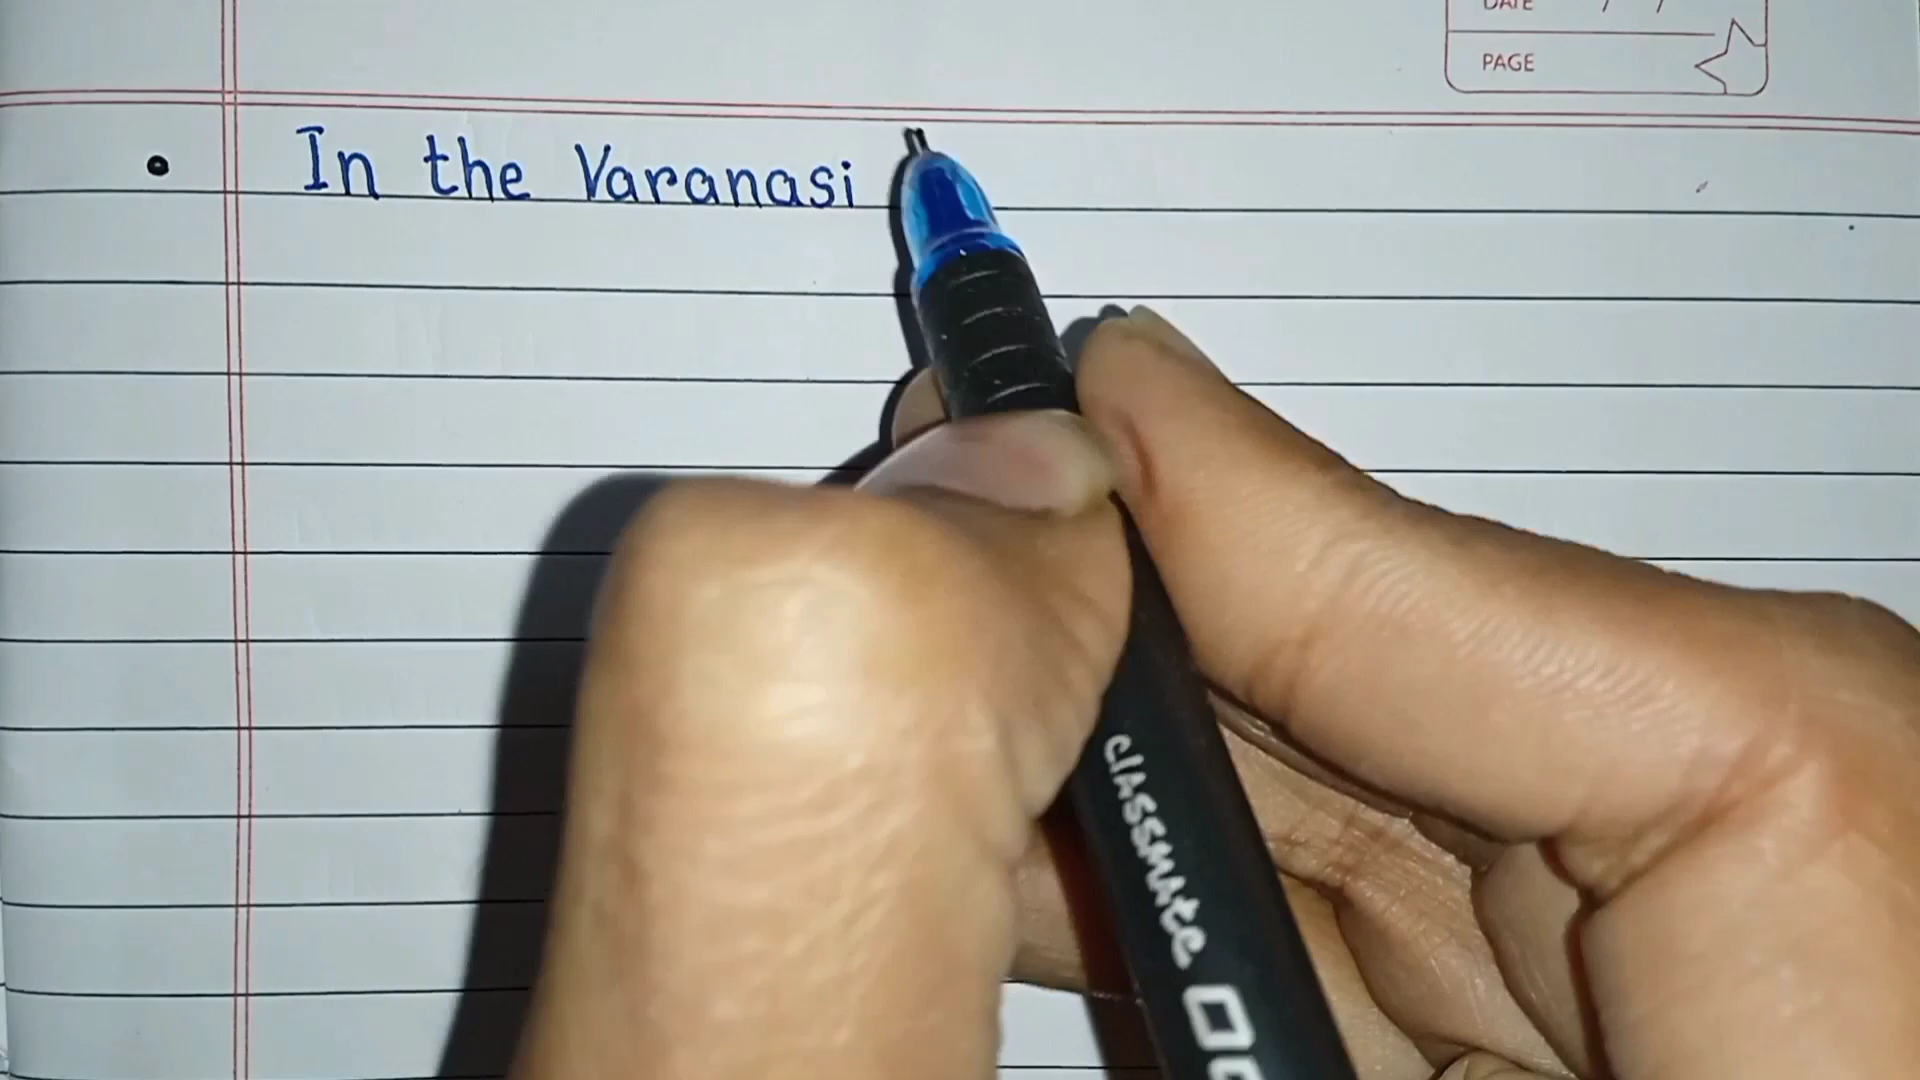 DATE / /
PAGE
In the Varanasi
classmate